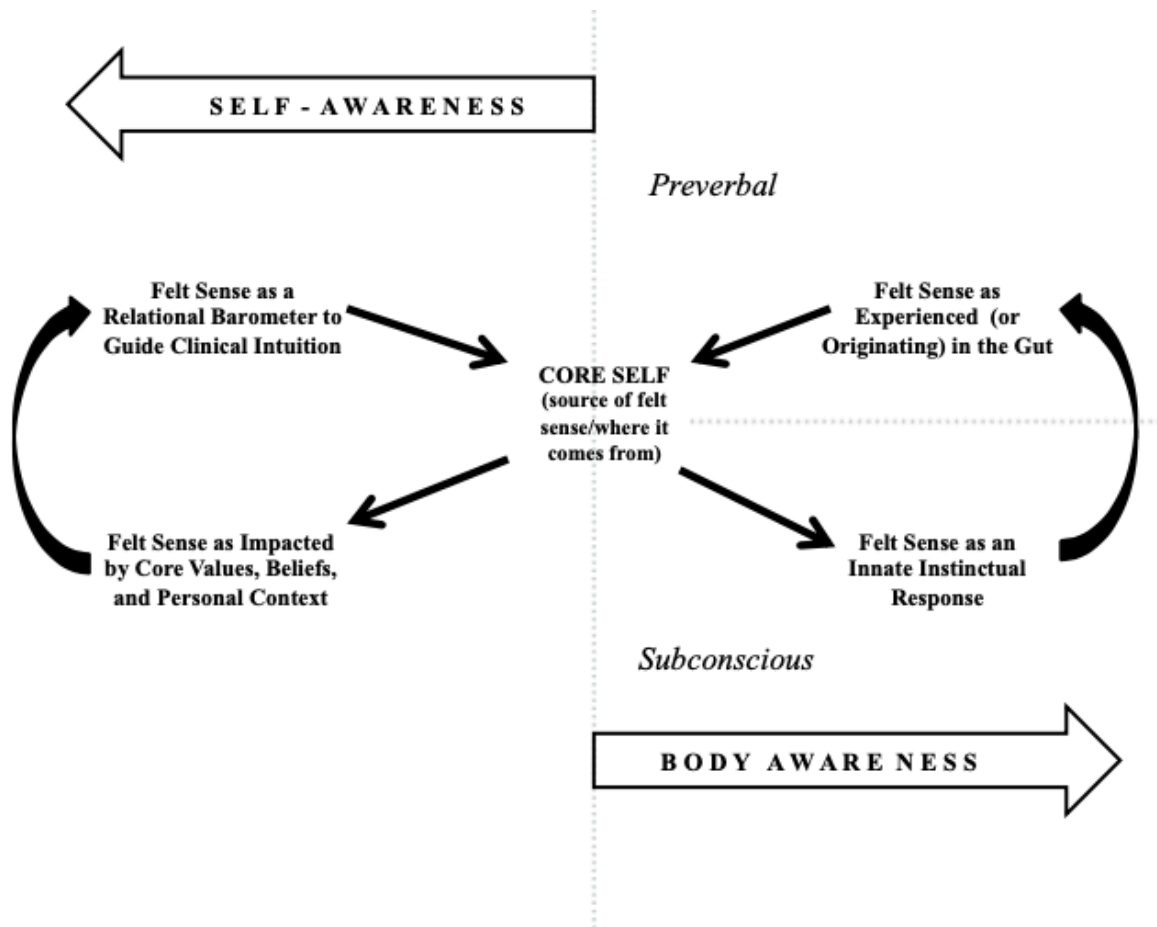 SELF-AWARENESS
Preverbal
Felt Sense as a
Relational Barometer to
Guide Clinical Intuition
Felt Sense as
Experienced (or
Originating) in the Gut
CORE SELF
(source of felt
sense/where it
comes from)
Felt Sense as Impacted
by Core Values, Beliefs,
and Personal Context
Felt Sense as an
Innate Instinctual
Response
Subconscious
BODY AWARENESS